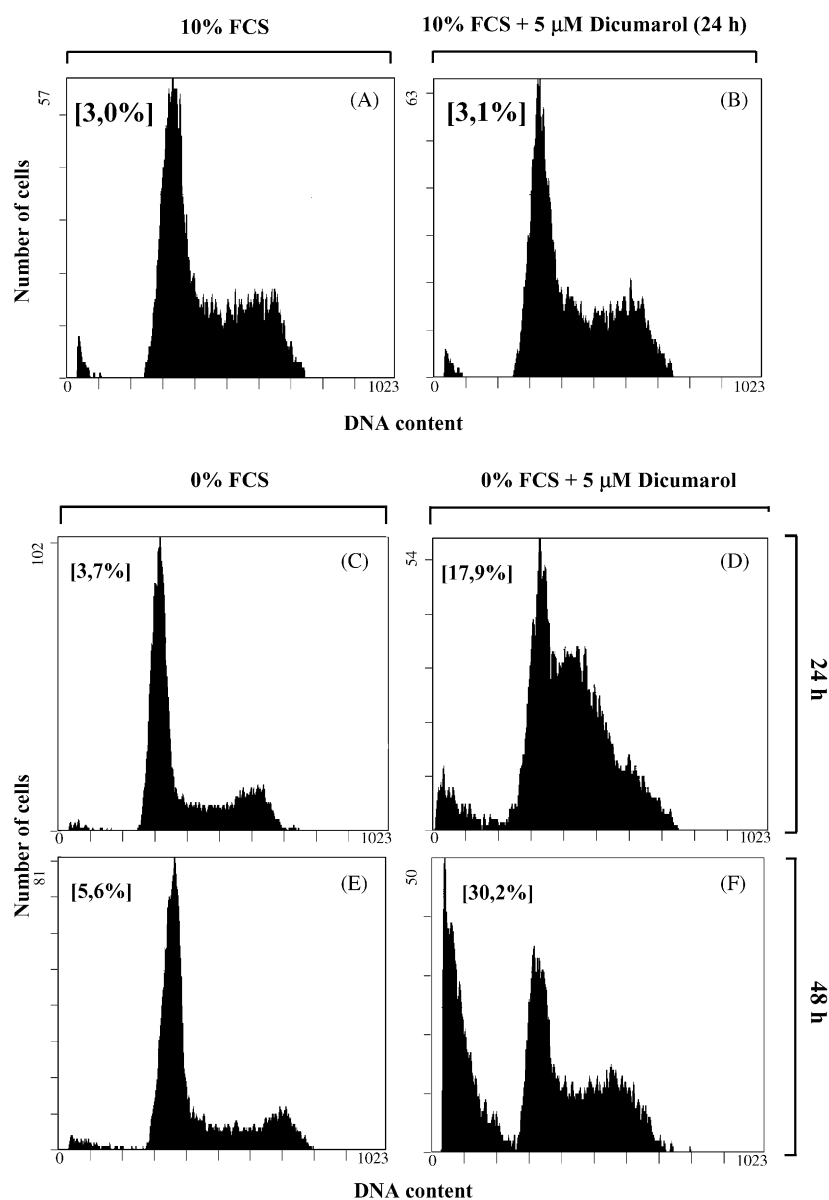 10% FCS
10% FCS + 5 µM Dicumarol (24 h)
57
[3,0%]
(A)
63
[3,1%]
(B)
Number of cells
0
1023
0
1023
DNA content
0% FCS
0% FCS + 5 µM Dicumarol
102
[3,7%]
(C)
54
[17,9%]
(D)
24 h
0
1023
0
1023
Number of cells
81
[5,6%]
(E)
50
[30,2%]
(F)
48 h
0
1023
0
1023
DNA content